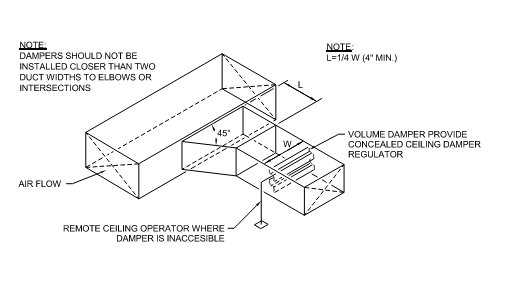 NOTE:
DAMPERS SHOULD NOT BE
INSTALLED CLOSER THAN TWO
DUCT WIDTHS TO ELBOWS OR
INTERSECTIONS
NOTE:
L=1/4 W (4" MIN.)
L
45°
W
VOLUME DAMPER PROVIDE
CONCEALED CEILING DAMPER
REGULATOR
AIR FLOW
REMOTE CEILING OPERATOR WHERE
DAMPER IS INACCESIBLE